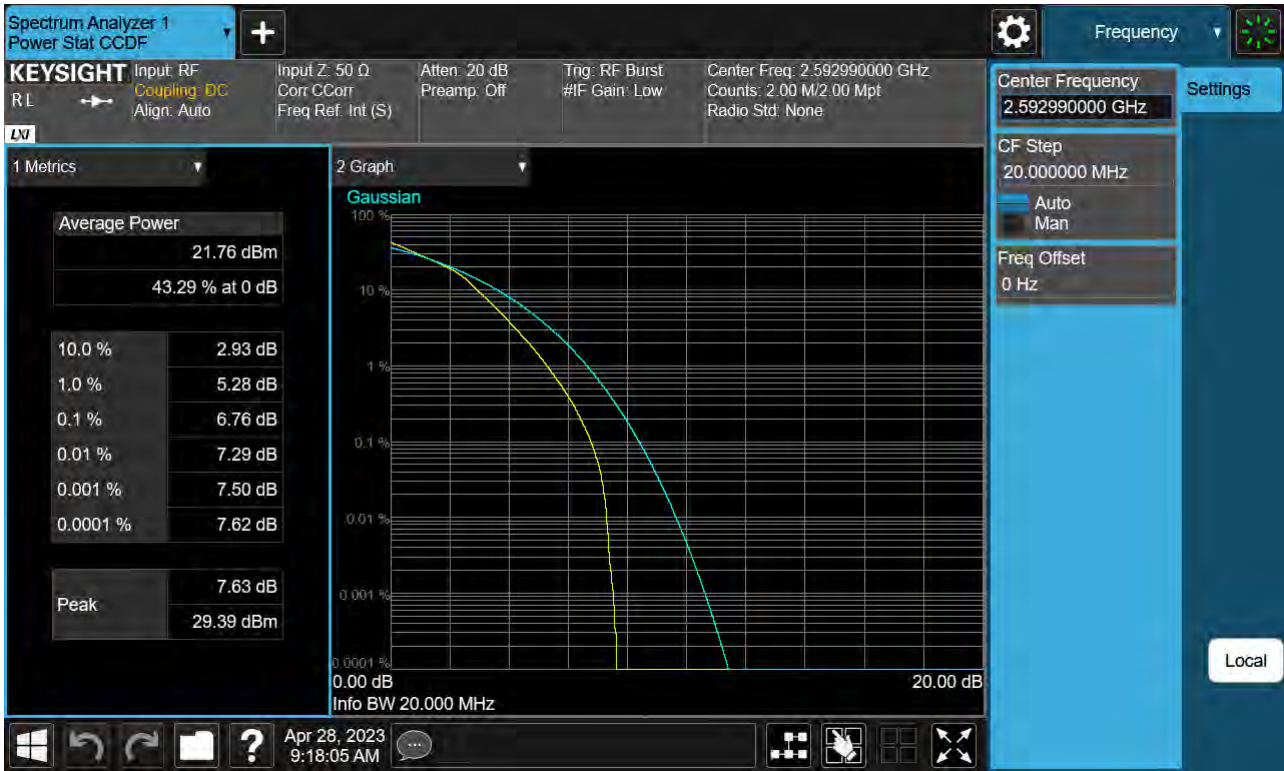 Spectrum Analyzer 1
Power Stat CCDF
+
Frequency
KEYSIGHT
RL
LXI
Input: RF
Coupling: DC
Align: Auto
Input Z: 50 Ω
Corr CCorr
Freq Ref: Int (S)
Atten: 20 dB
Preamp: Off
Trig: RF Burst
#IF Gain: Low
Center Freq: 2.592990000 GHz
Counts: 2.00 M/2.00 Mpt
Radio Std: None
Center Frequency
2.592990000 GHz
Settings
CF Step
20.000000 MHz
Auto
Man
Freq Offset
0 Hz
Local
1 Metrics
Average Power
21.76 dBm
43.29 % at 0 dB
10.0 % 2.93 dB
1.0 % 5.28 dB
0.1 % 6.76 dB
0.01 % 7.29 dB
0.001 % 7.50 dB
0.0001 % 7.62 dB
Peak
7.63 dB
29.39 dBm
2 Graph
Gaussian
100 %
10 %
1 %
0.1 %
0.01 %
0.001 %
0.0001 %
0.00 dB 20.00 dB
Info BW 20.000 MHz
?
Apr 28, 2023
9:18:05 AM